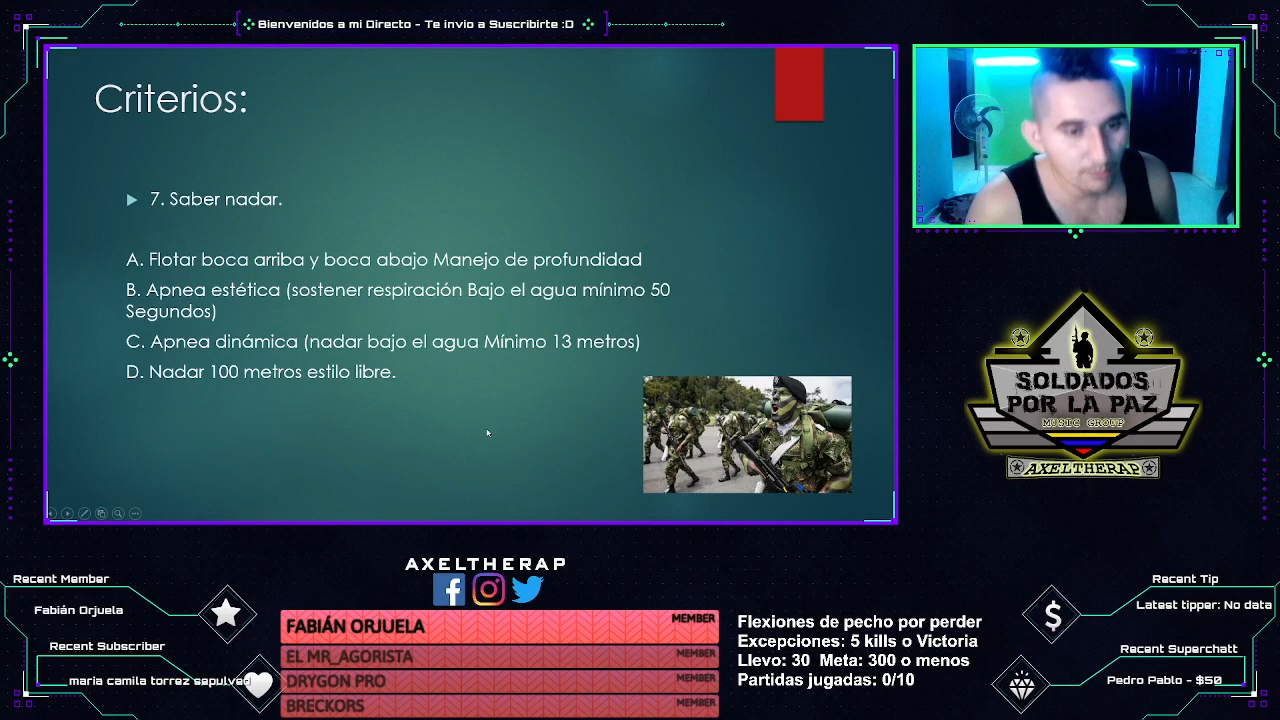 Bienvenidos a mi Directo - Te invio a Suscribirte :D
Criterios:
7. Saber nadar.
A. Flotar boca arriba y boca abajo Manejo de profundidad
B. Apnea estética (sostener respiración Bajo el agua mínimo 50
Segundos)
C. Apnea dinámica (nadar bajo el agua Mínimo 13 metros)
D. Nadar 100 metros estilo libre.
SOLDADOS
POR LA PAZ
MUSIC GROUP
AXELTHERAP
AXELTHERAP
Recent Member
Fabián Orjuela
Recent Subscriber
maria camila torrez sepulved
FABIÁN ORJUELA MEMBER
EL MR_AGORISTA MEMBER
DRYGON PRO MEMBER
BRECKORS MEMBER
Flexiones de pecho por perder
Excepciones: 5 kills o Victoria
Llevo: 30 Meta: 300 o menos
Partidas jugadas: 0/10
Recent Tip
Latest tipper: No data
Recent Superchatt
Pedro Pablo - $50